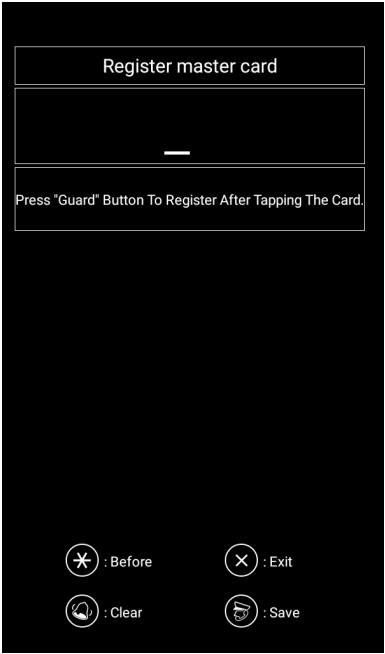 Register master card
Press "Guard" Button To Register After Tapping The Card.
: Before
: Exit
: Clear
: Save